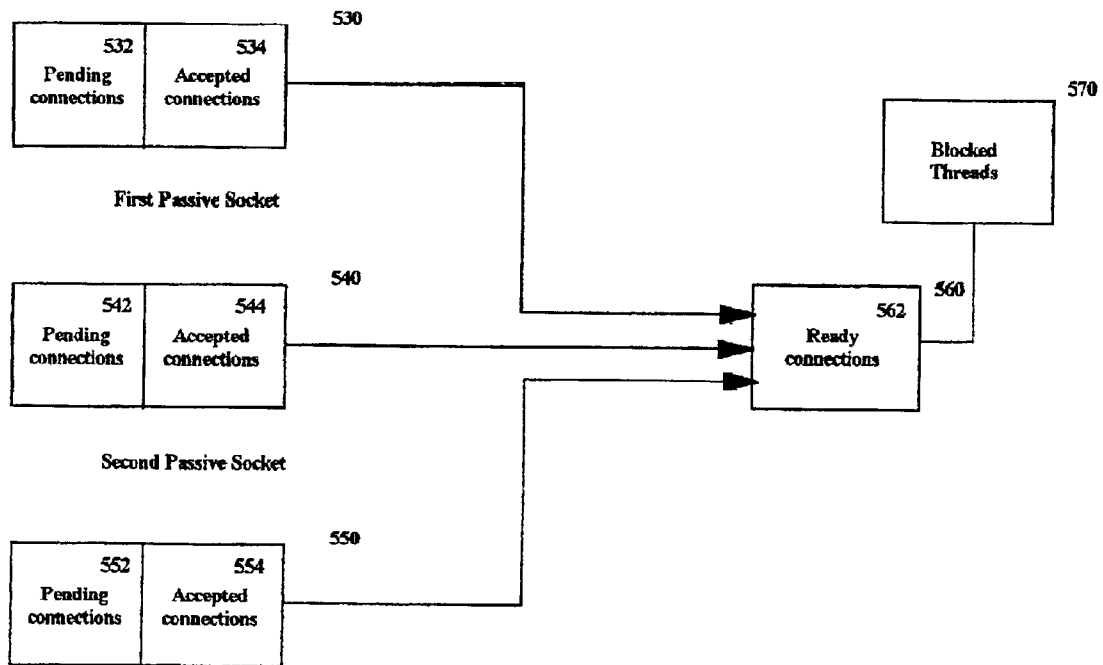 530
532
534
Pending
connections
Accepted
connections
First Passive Socket
570
Blocked
Threads
540
542
544
Pending
connections
Accepted
connections
Second Passive Socket
560
562
Ready
connections
550
552
554
Pending
connections
Accepted
connections